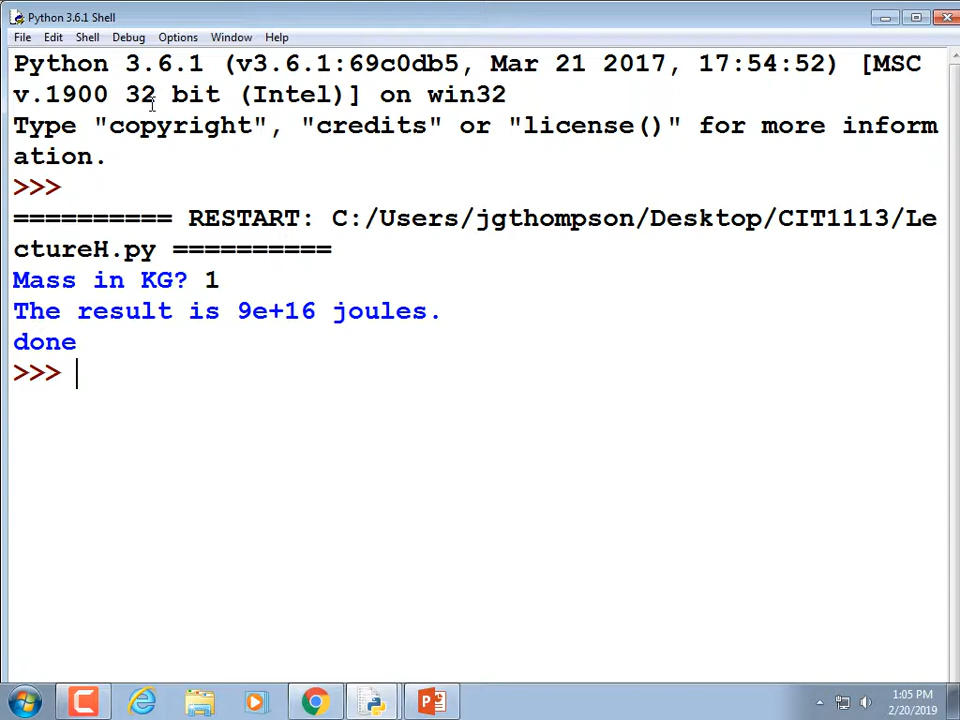 Python 3.6.1 Shell
File Edit Shell Debug Options Window Help
Python 3.6.1 (v3.6.1:69c0db5, Mar 21 2017, 17:54:52) [MSC
v.1900 32 bit (Intel)] on win32
Type "copyright", "credits" or "license()" for more inform
ation.
>>>
========== RESTART: C:/Users/jgthompson/Desktop/CIT1113/Le
ctureH.py ==========
Mass in KG? 1
The result is 9e+16 joules.
done
>>>
1:05 PM
2/20/2019